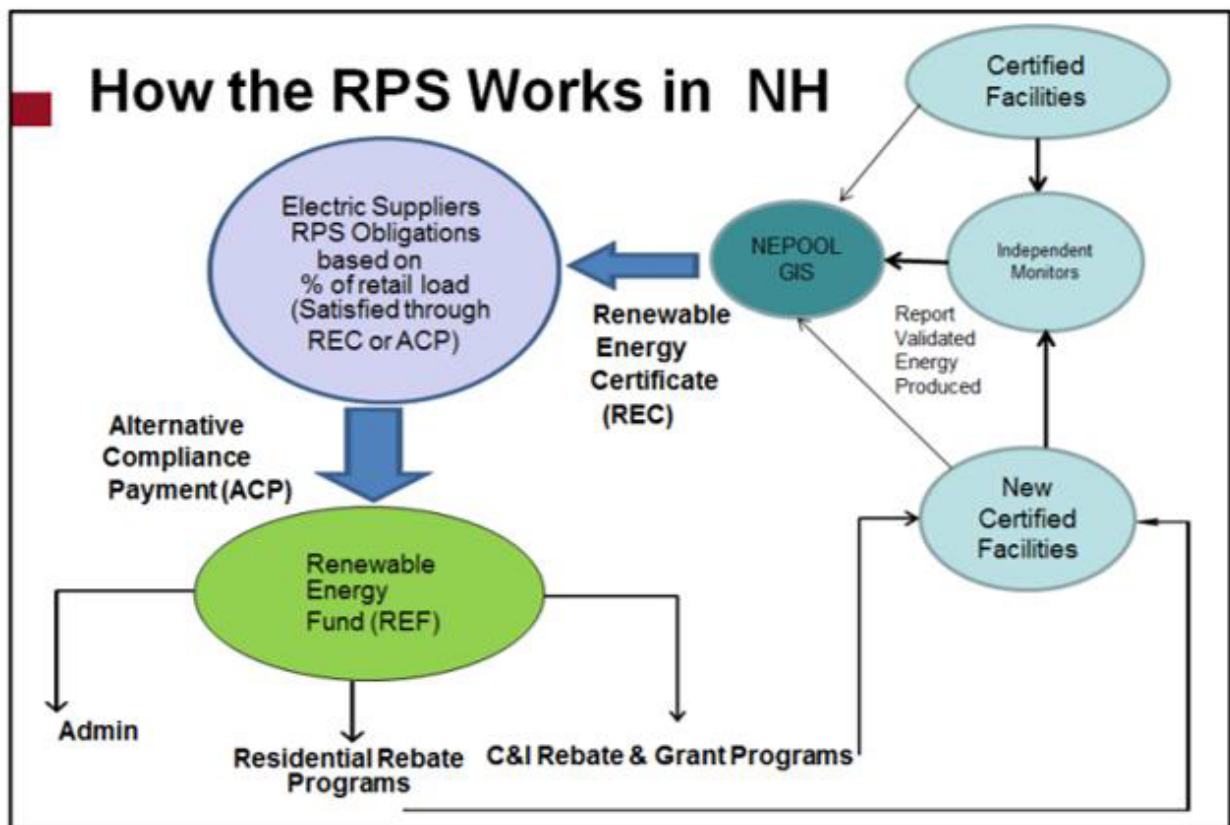 How the RPS Works in NH
Certified
Facilities
Electric Suppliers
RPS Obligations
based on
% of retail load
(Satisfied through
REC or ACP)
NEPOOL
GIS
Independent
Monitors
Renewable
Energy
Certificate
(REC)
Report
Validated
Energy
Produced
Alternative
Compliance
Payment (ACP)
New
Certified
Facilities
Renewable
Energy
Fund (REF)
Admin
Residential Rebate
Programs
C&I Rebate & Grant Programs